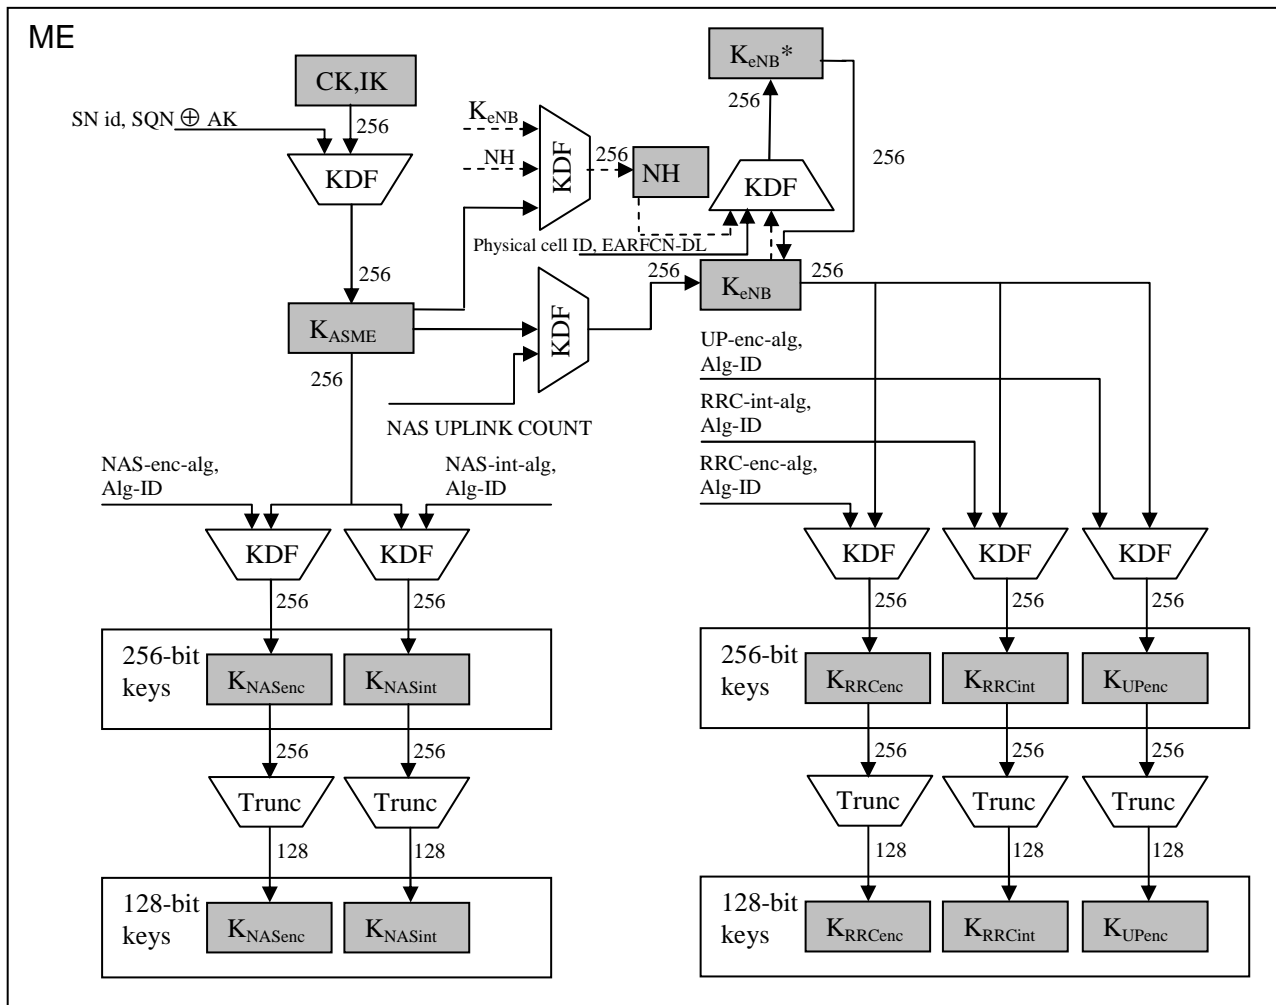 ME
CK,IK
SN id, SQN ⊕ AK
256
KDF
256
K_ASME
256
K_eNB
NH
KDF
256
NH
K_eNB*
256
256
KDF
Physical cell ID, EARFCN-DL
KDF
256
K_eNB
256
NAS UPLINK COUNT
NAS-enc-alg,
Alg-ID
NAS-int-alg,
Alg-ID
UP-enc-alg,
Alg-ID
RRC-int-alg,
Alg-ID
RRC-enc-alg,
Alg-ID
KDF KDF
256 256
256-bit
keys
K_NASenc K_NASint
256 256
Trunc Trunc
128 128
128-bit
keys
K_NASenc K_NASint
KDF KDF KDF
256 256 256
256-bit
keys
K_RRCenc K_RRCint K_UPenc
256 256 256
Trunc Trunc Trunc
128 128 128
128-bit
keys
K_RRCenc K_RRCint K_UPenc